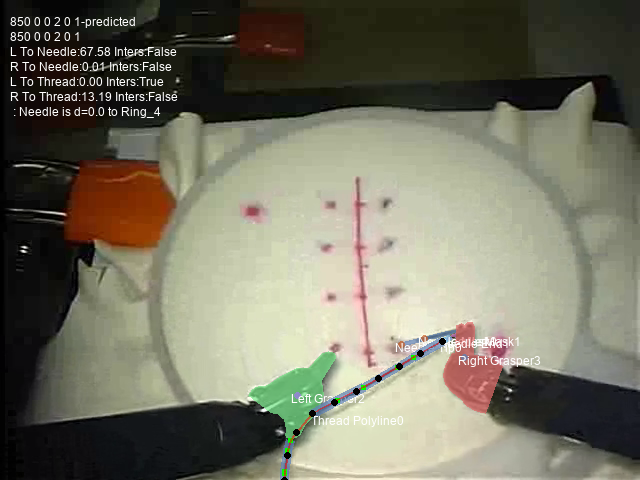 850 0 0 2 0 1-predicted
850 0 0 2 0 1
L To Needle:67.58 Inters:False
R To Needle:0.01 Inters:False
L To Thread:0.00 Inters:True
R To Thread:13.19 Inters:False
: Needle is d=0.0 to Ring_4
Right Grasper3
Thread Polyline0